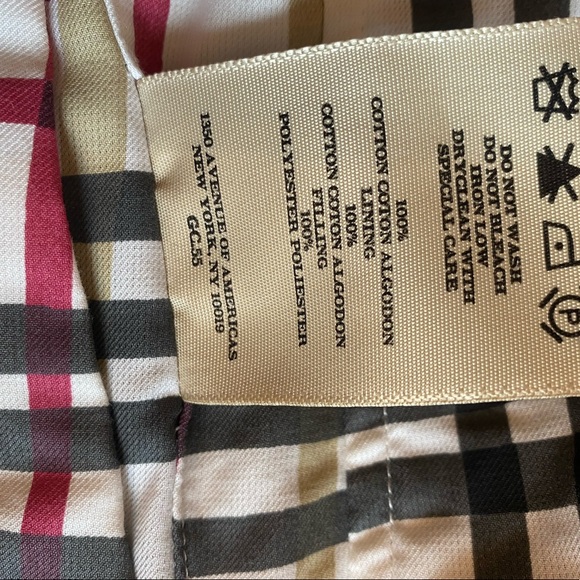 DO NOT WASH
DO NOT BLEACH
IRON LOW
DRYCLEAN WITH
SPECIAL CARE
100%
COTTON COTTON ALGODON
LINING
100%
COTTON COTTON ALGODON
FILLING
100%
POLYESTER POLIESTER
1350 AVENUE OF AMERICAS
NEW YORK, NY 10019
GC.55
P